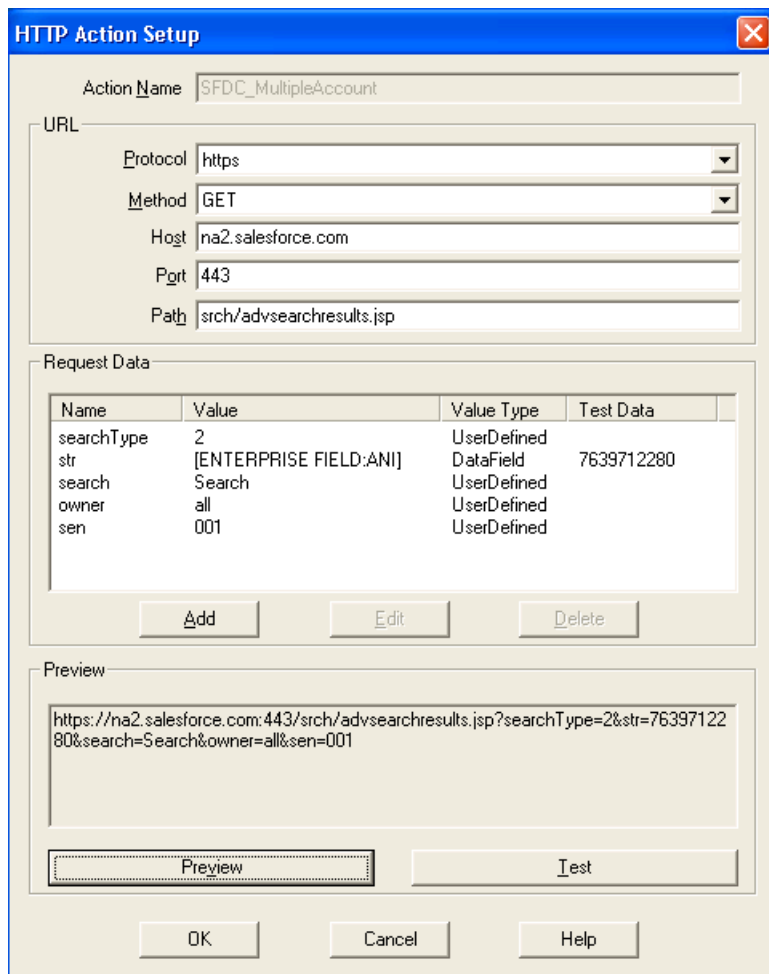 HTTP Action Setup
Action Name SFDC_MultipleAccount
URL
Protocol https
Method GET
Host na2.salesforce.com
Port 443
Path srch/advsearchresults.jsp
Request Data
Name Value Value Type Test Data
searchType 2 UserDefined
str [ENTERPRISE FIELD:ANI] DataField 7639712280
search Search UserDefined
owner all UserDefined
sen 001 UserDefined
Add Edit Delete
Preview
https://na2.salesforce.com:443/srch/advsearchresults.jsp?searchType=2&str=76397122
80&search=Search&owner=all&sen=001
Preview Test
OK Cancel Help